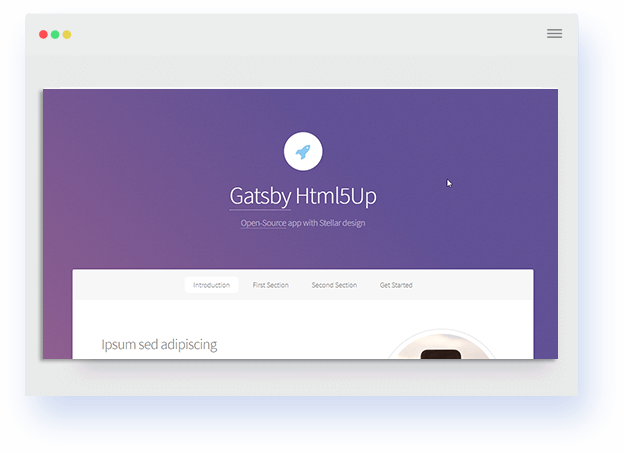 Gatsby Html5Up
Open-Source app with Stellar design
Introduction First Section Second Section Get Started
Ipsum sed adipiscing